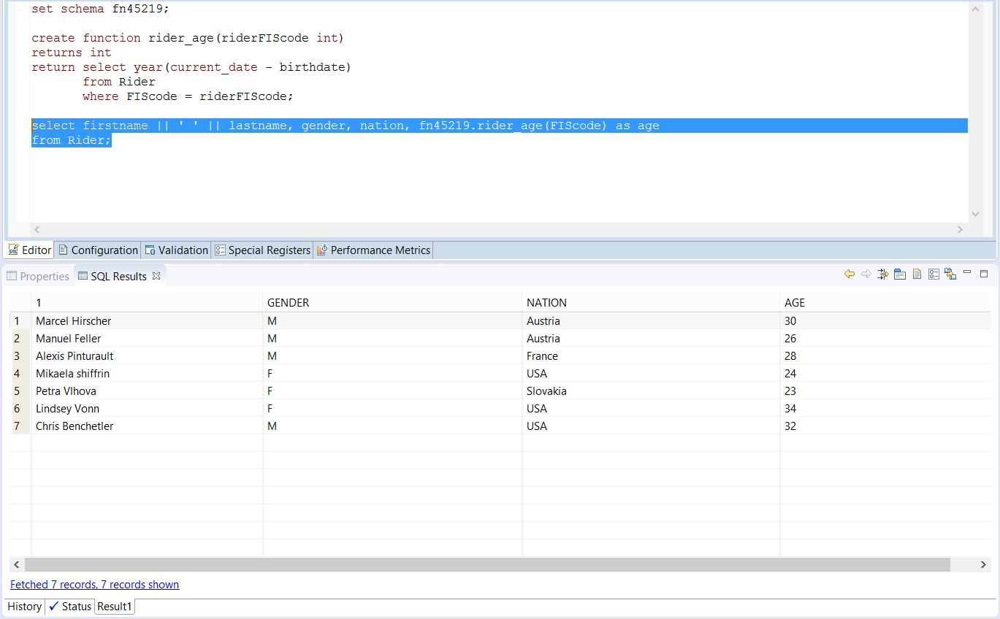 set schema fn45219;
create function rider_age(riderFIScode int)
returns int
return select year(current_date - birthdate)
from Rider
where FIScode = riderFIScode;
select firstname || ' ' || lastname, gender, nation, fn45219.rider_age(FIScode) as age
from Rider;
Editor Configuration Validation Special Registers Performance Metrics
Properties SQL Results
1 GENDER NATION AGE
1 Marcel Hirscher M Austria 30
2 Manuel Feller M Austria 26
3 Alexis Pinturault M France 28
4 Mikaela shiffrin F USA 24
5 Petra Vlhova F Slovakia 23
6 Lindsey Vonn F USA 34
7 Chris Benchetler M USA 32
Fetched 7 records, 7 records shown
History Status Result1